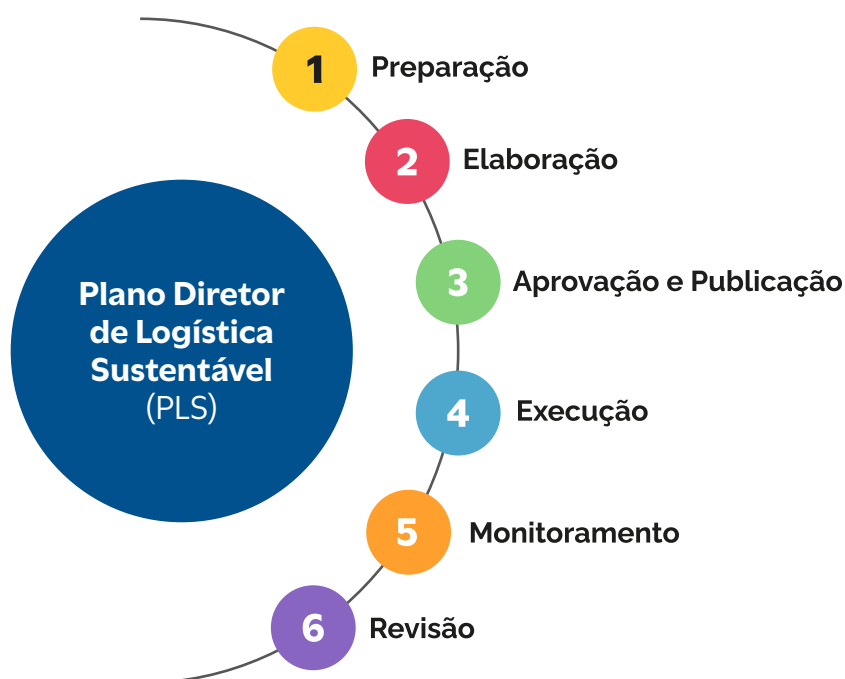 Plano Diretor
de Logística
Sustentável
(PLS)
1 Preparação
2 Elaboração
3 Aprovação e Publicação
4 Execução
5 Monitoramento
6 Revisão